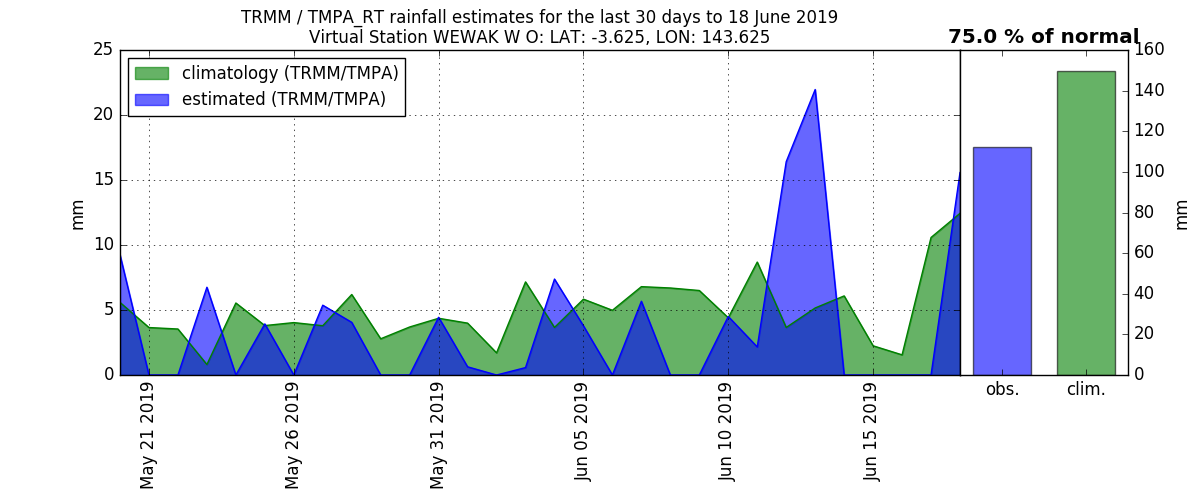 TRMM / TMPA_RT rainfall estimates for the last 30 days to 18 June 2019
Virtual Station WEWAK W O: LAT: -3.625, LON: 143.625
75.0 % of normal
climatology (TRMM/TMPA)
estimated (TRMM/TMPA)
mm
25
20
15
10
5
0
May 21 2019
May 26 2019
May 31 2019
Jun 05 2019
Jun 10 2019
Jun 15 2019
160
140
120
100
80
60
40
20
0
mm
obs.
clim.